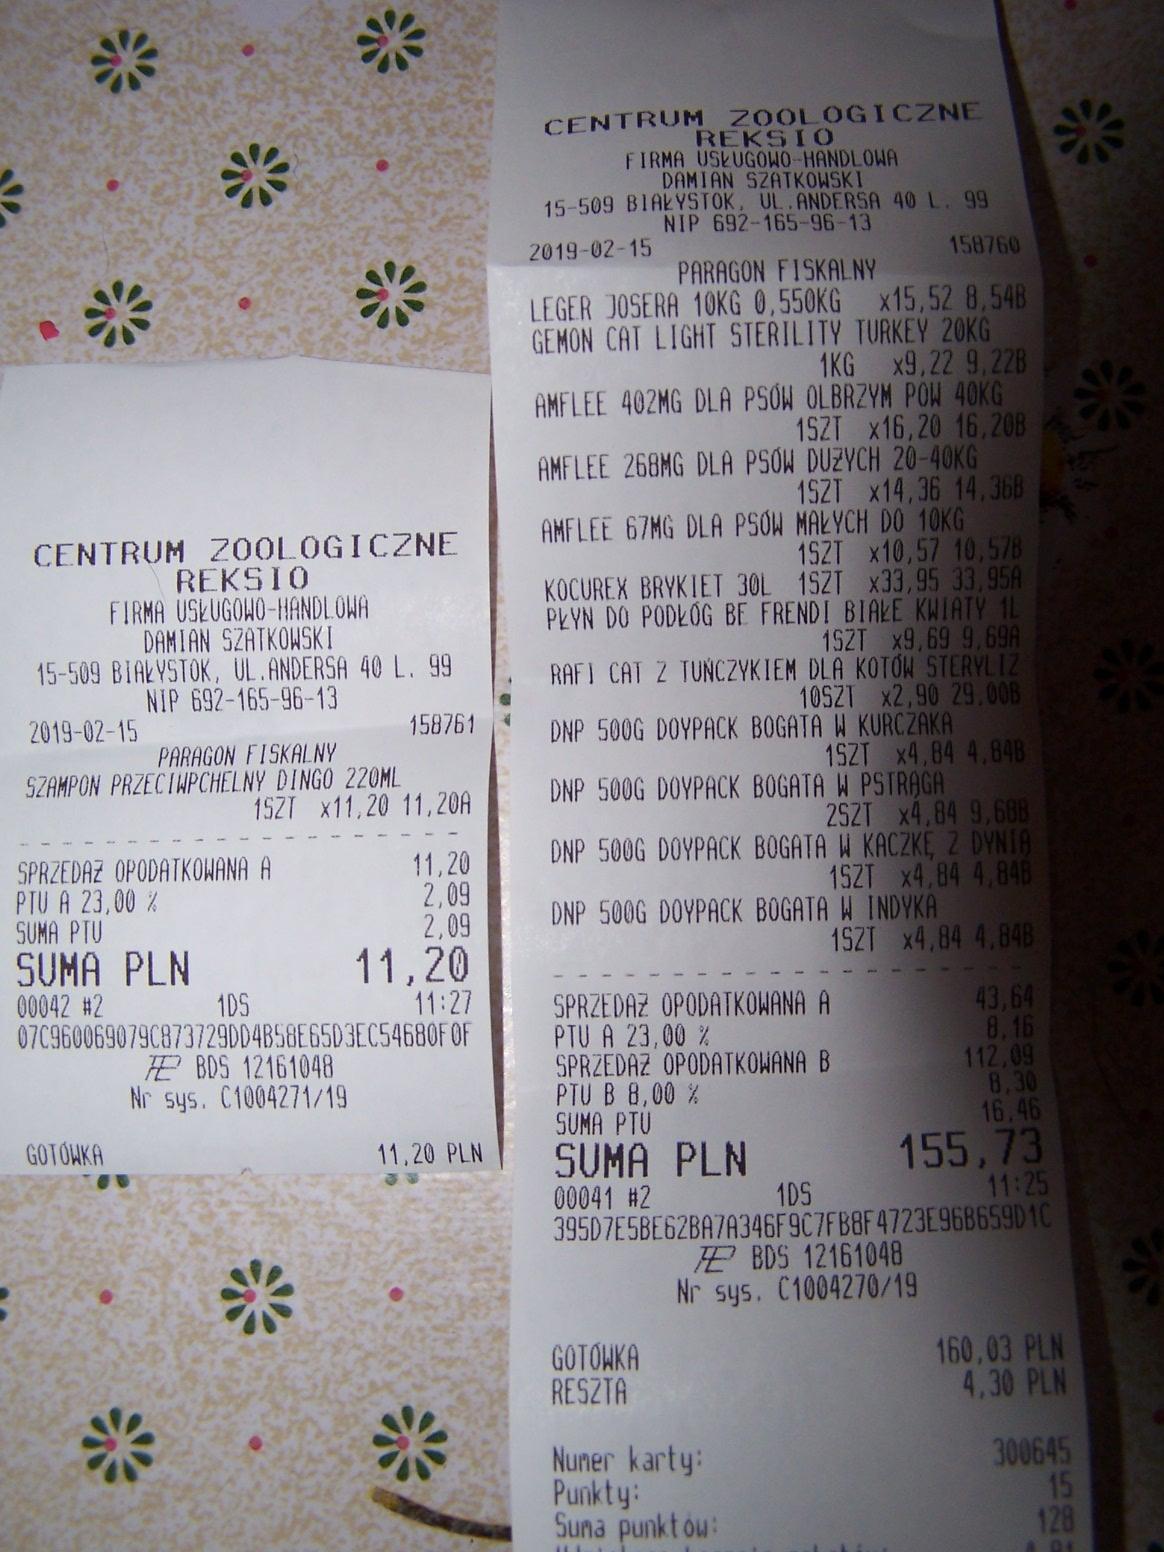 CENTRUM ZOOLOGICZNE
REKSIO
FIRMA USŁUGOWO-HANDLOWA
DAMIAN SZATKOWSKI
15-509 BIAŁYSTOK, UL.ANDERSA 40 L. 99
NIP 692-165-96-13
2019-02-15 158761
PARAGON FISKALNY
SZAMPON PRZECIWPCHELNY DINGO 220ML
1SZT x11,20 11,20A
SPRZEDAŻ OPODATKOWANA A 11,20
PTU A 23,00 % 2,09
SUMA PTU 2,09
SUMA PLN 11,20
00042 #2 1DS 11:27
07C960069079C873729DD4B58E65D3EC54680F0F
BDS 12161048
Nr sys. C1004271/19
GOTÓWKA 11,20 PLN
CENTRUM ZOOLOGICZNE
REKSIO
FIRMA USŁUGOWO-HANDLOWA
DAMIAN SZATKOWSKI
15-509 BIAŁYSTOK, UL.ANDERSA 40 L. 99
NIP 692-165-96-13
2019-02-15 158760
PARAGON FISKALNY
LEGER JOSERA 10KG 0,550KG x15,52 8,54B
GEMON CAT LIGHT STERILITY TURKEY 20KG
1KG x9,22 9,22B
AMFLEE 402MG DLA PSÓW OLBRZYM POW 40KG
1SZT x16,20 16,20B
AMFLEE 268MG DLA PSÓW DUŻYCH 20-40KG
1SZT x14,36 14,36B
AMFLEE 67MG DLA PSÓW MAŁYCH DO 10KG
1SZT x10,57 10,57B
KOCUREX BRYKIET 30L 1SZT x33,95 33,95A
PŁYN DO PODŁÓG BE FRENDI BIAŁE KWIATY 1L
1SZT x9,69 9,69A
RAFI CAT Z TUŃCZYKIEM DLA KOTÓW STERYLIZ
10SZT x2,90 29,00B
DNP 500G DOYPACK BOGATA W KURCZAKA
1SZT x4,84 4,84B
DNP 500G DOYPACK BOGATA W PSTRĄGA
2SZT x4,84 9,68B
DNP 500G DOYPACK BOGATA W KACZKĘ Z DYNIĄ
1SZT x4,84 4,84B
DNP 500G DOYPACK BOGATA W INDYKA
1SZT x4,84 4,84B
SPRZEDAŻ OPODATKOWANA A 43,64
PTU A 23,00 % 8,16
SPRZEDAŻ OPODATKOWANA B 112,09
PTU B 8,00 % 8,30
SUMA PTU 16,46
SUMA PLN 155,73
00041 #2 1DS 11:25
395D7E5BE62BA7A346F9C7FB8F4723E96B659D1C
BDS 12161048
Nr sys. C1004270/19
GOTÓWKA 160,03 PLN
RESZTA 4,30 PLN
Numer karty: 300645
Punkty: 15
Suma punktów: 128